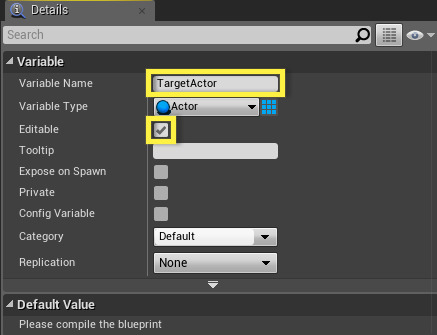 Details
Search
Variable
Variable Name TargetActor
Variable Type Actor
Editable
Tooltip
Expose on Spawn
Private
Config Variable
Category Default
Replication None
Default Value
Please compile the blueprint